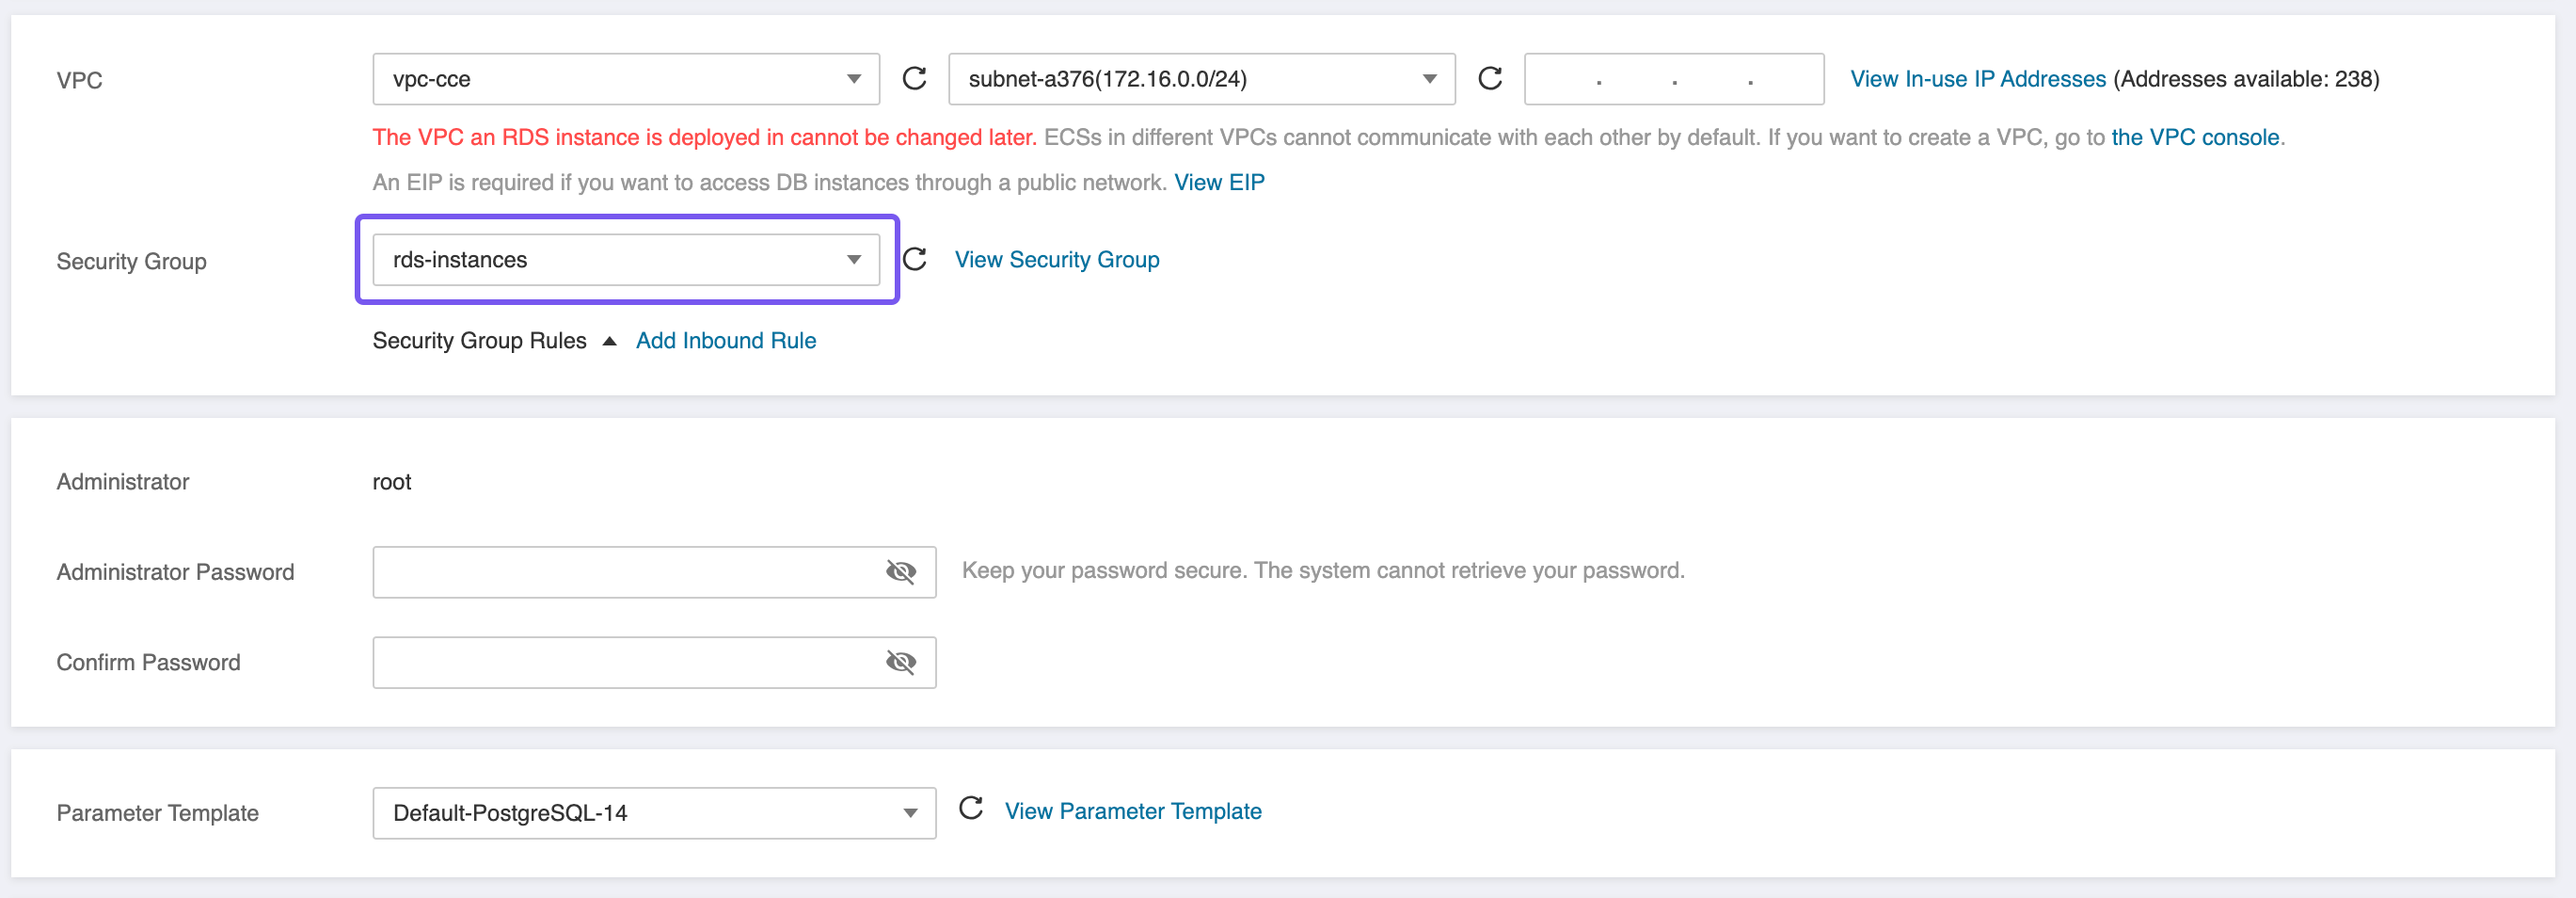 VPC vpc-cce subnet-a376(172.16.0.0/24) . . . View In-use IP Addresses (Addresses available: 238)
The VPC an RDS instance is deployed in cannot be changed later. ECSs in different VPCs cannot communicate with each other by default. If you want to create a VPC, go to the VPC console.
An EIP is required if you want to access DB instances through a public network. View EIP
Security Group rds-instances View Security Group
Security Group Rules Add Inbound Rule
Administrator root
Administrator Password Keep your password secure. The system cannot retrieve your password.
Confirm Password
Parameter Template Default-PostgreSQL-14 View Parameter Template